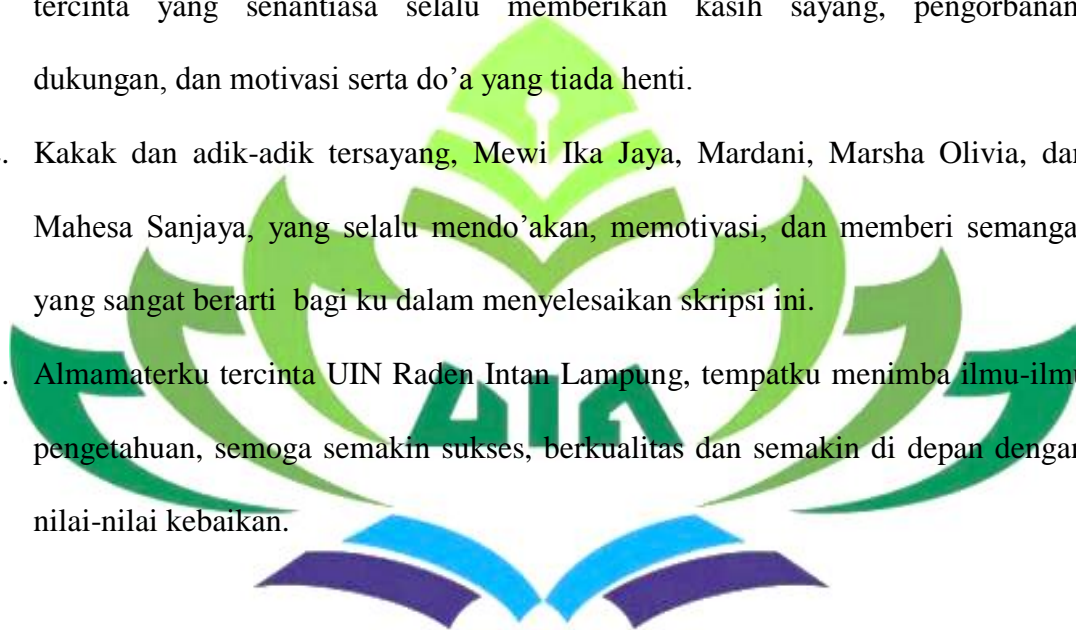 tercinta yang senantiasa selalu memberikan kasih sayang, pengorbanan
dukungan, dan motivasi serta do’a yang tiada henti.
. Kakak dan adik-adik tersayang, Mewi Ika Jaya, Mardani, Marsha Olivia, dan
Mahesa Sanjaya, yang selalu mendo’akan, memotivasi, dan memberi semanga
yang sangat berarti bagi ku dalam menyelesaikan skripsi ini.
. Almamaterku tercinta UIN Raden Intan Lampung, tempatku menimba ilmu-ilmu
pengetahuan, semoga semakin sukses, berkualitas dan semakin di depan dengan
nilai-nilai kebaikan.